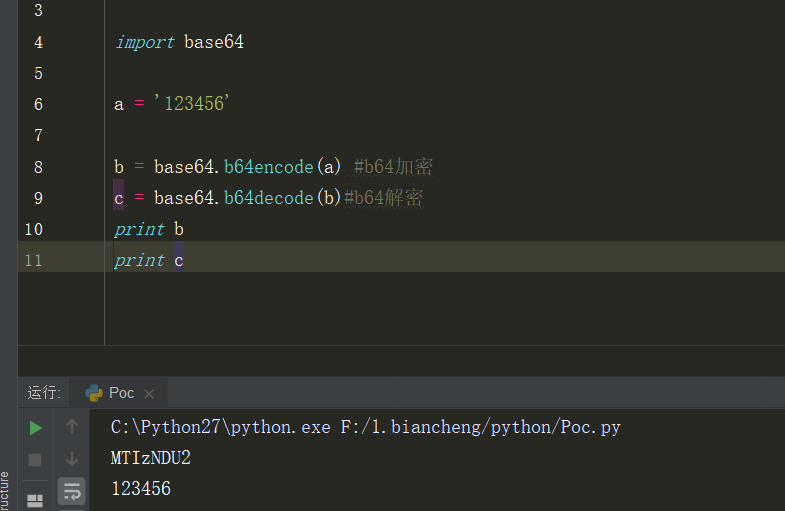 3
4 import base64
5
6 a = '123456'
7
8 b = base64.b64encode(a) #b64加密
9 c = base64.b64decode(b)#b64解密
10 print b
11 print c
运行: Poc
C:\Python27\python.exe F:/1.biancheng/python/Poc.py
MTIzNDU2
123456
ructure